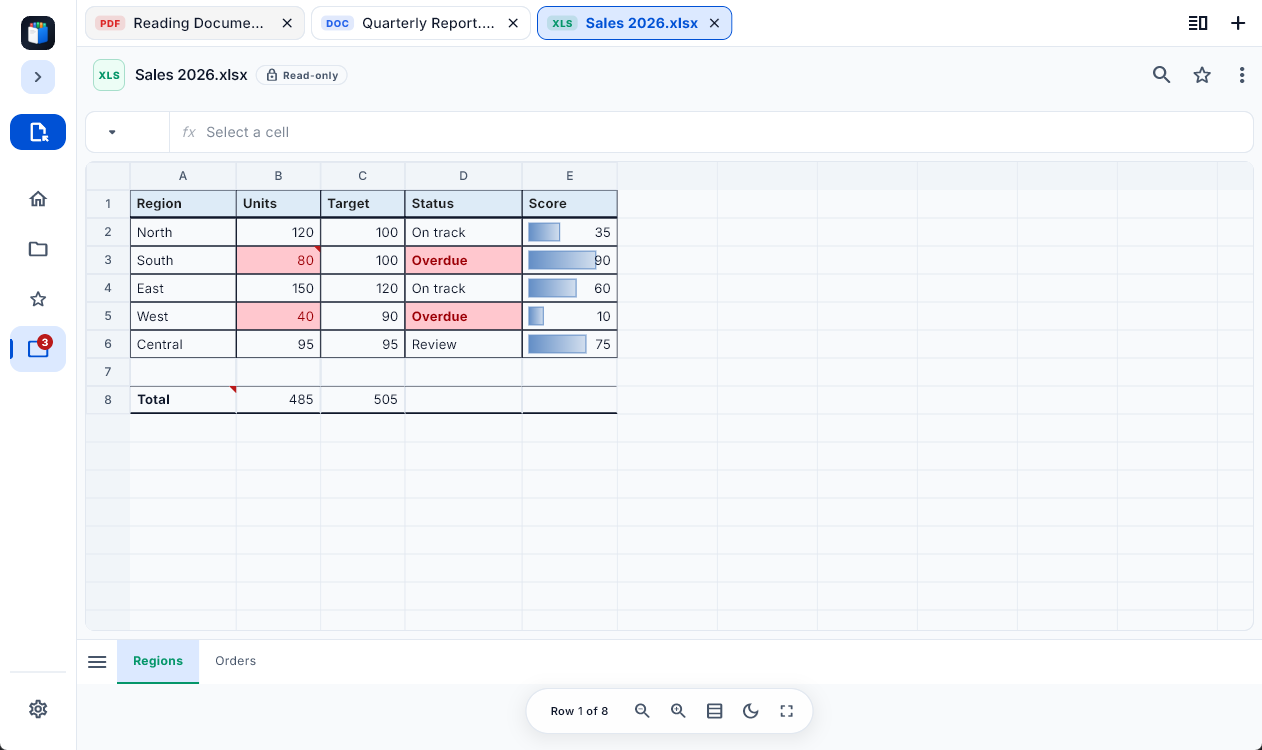 PDF Reading Docume... DOC Quarterly Report.... XLS Sales 2026.xlsx
XLS Sales 2026.xlsx Read-only
fx Select a cell
A B C D E
1 Region Units Target Status Score
2 North 120 100 On track 35
3 South 80 100 Overdue 90
4 East 150 120 On track 60
5 West 40 90 Overdue 10
6 Central 95 95 Review 75
7
8 Total 485 505
3
Regions Orders
Row 1 of 8